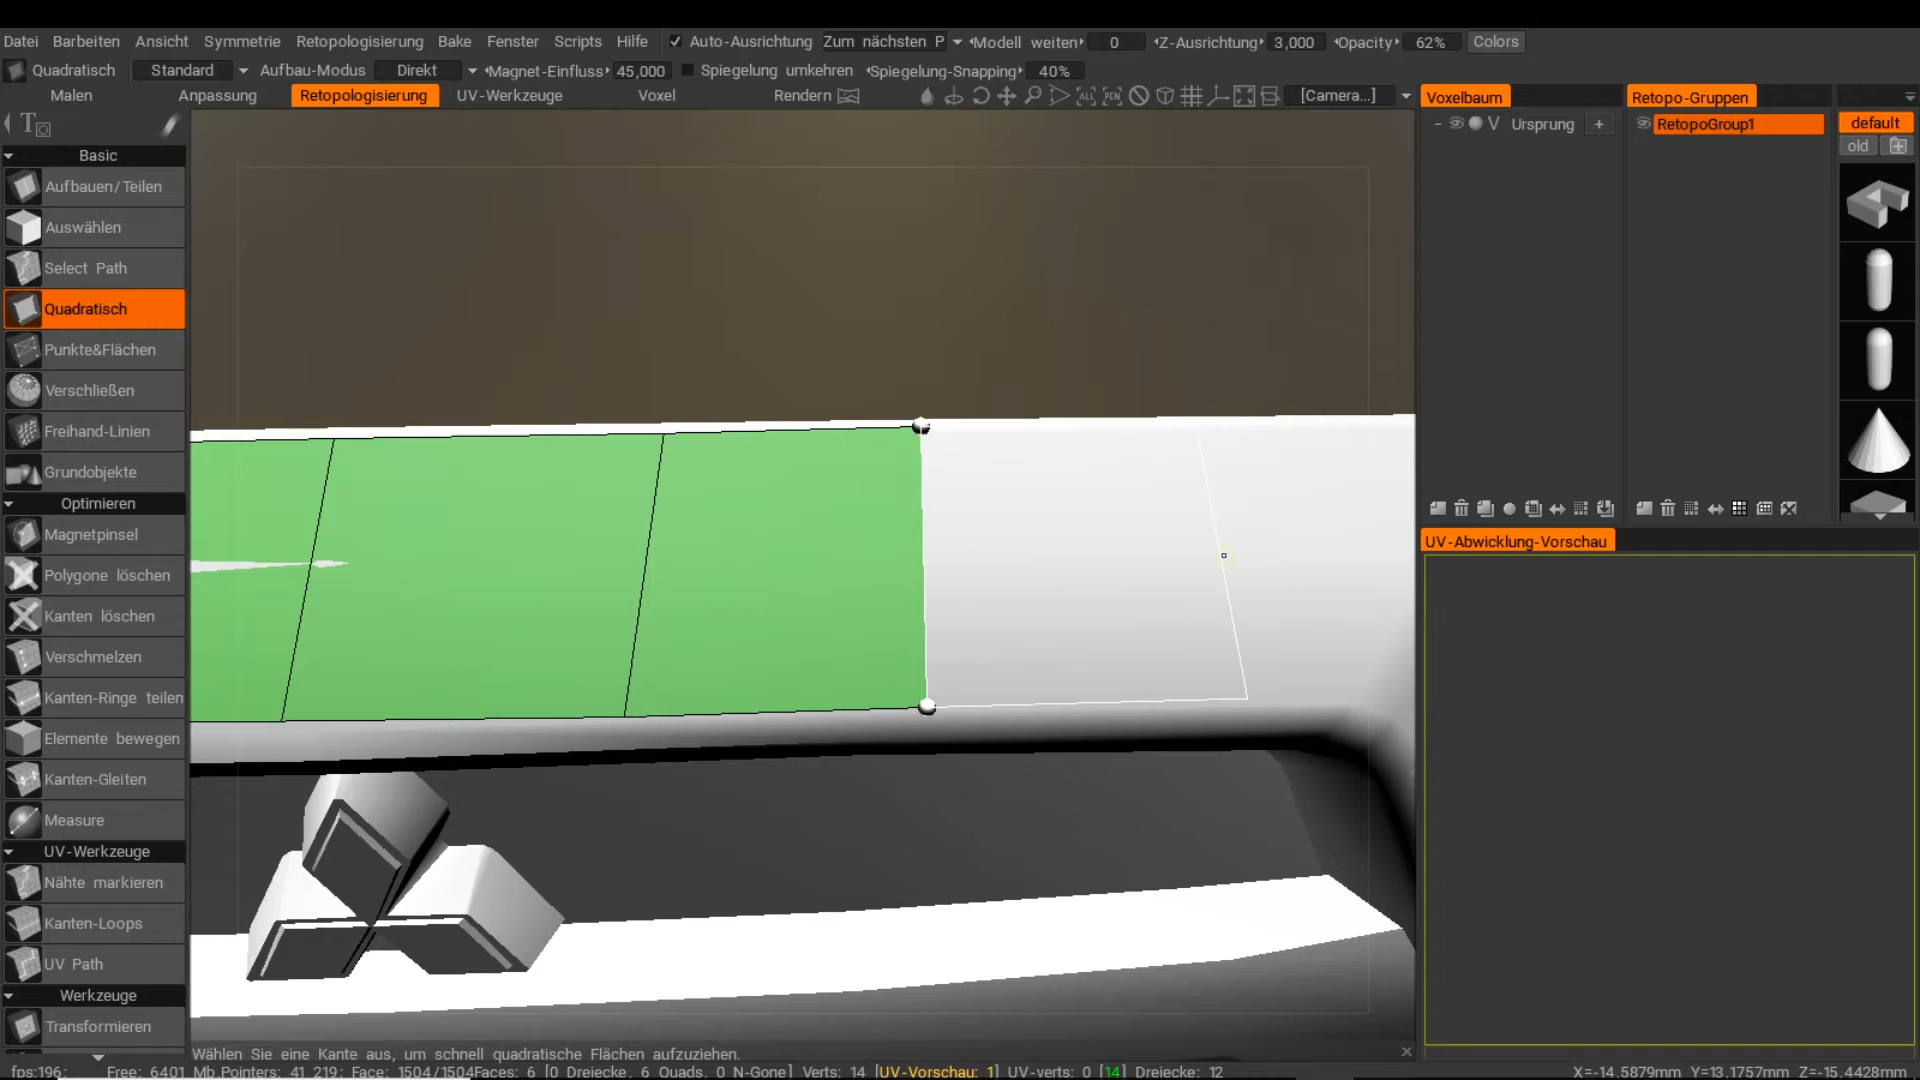 Datei Bearbeiten Ansicht Symmetrie Retopologisierung Bake Fenster Scripts Hilfe Auto-Ausrichtung Zum nächsten P Modell weiten 0 Z-Ausrichtung 3,000 Opacity 62% Colors
Quadratisch Standard Aufbau-Modus Direkt Magnet-Einfluss 45,000 Spiegelung umkehren Spiegelung-Snapping 40%
Malen Anpassung Retopologisierung UV-Werkzeuge Voxel Rendern ALL PEN [Camera...] Voxelbaum Retopo-Gruppen
V Ursprung + RetopoGroup1 default
old
Basic
Aufbauen/Teilen
Auswählen
Select Path
Quadratisch
Punkte&Flächen
Verschließen
Freihand-Linien
Grundobjekte
Optimieren
Magnetpinsel
UV-Abwicklung-Vorschau
Polygone löschen
Kanten löschen
Verschmelzen
Kanten-Ringe teilen
Elemente bewegen
Kanten-Gleiten
Measure
UV-Werkzeuge
Nähte markieren
Kanten-Loops
UV Path
Werkzeuge
Transformieren
Wählen Sie eine Kante aus, um schnell quadratische Flächen aufzuziehen.
fps:196; Free: 6401 Mb,Pointers: 41 219; Face: 1504/1504Faces: 6 [0 Dreiecke, 6 Quads, 0 N-Gone] Verts: 14 [UV-Vorschau: 1] UV-verts: 0 [14] Dreiecke: 12 X=-14.5879mm Y=13.1757mm Z=-15.4428mm